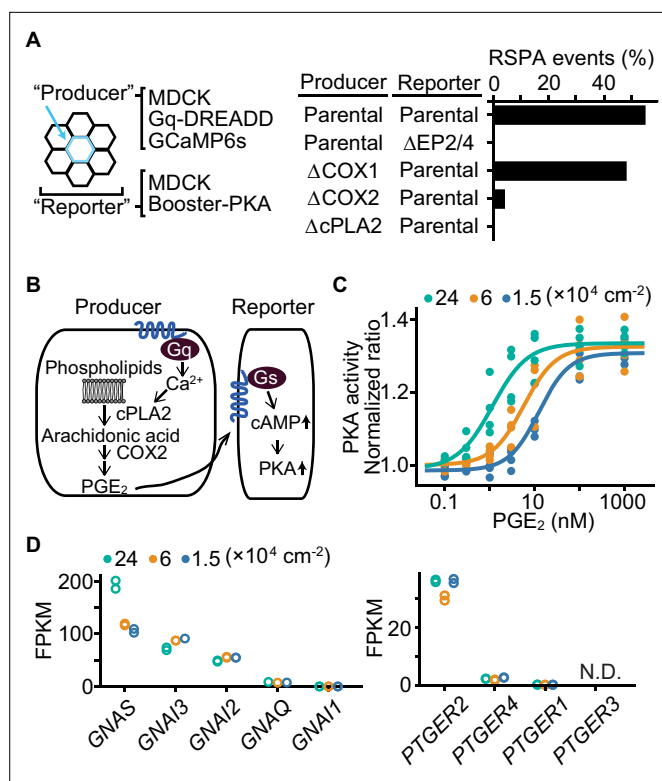 A
"Producer"
MDCK
Gq-DREADD
GCaMP6s
"Reporter"
MDCK
Booster-PKA
RSPA events (%)
Producer Reporter 0 20 40
Parental Parental
Parental ΔEP2/4
ΔCOX1 Parental
ΔCOX2 Parental
ΔcPLA2 Parental
B
Producer Reporter
Gq
Phospholipids
Ca2+
cPLA2
Arachidonic acid
COX2
PGE2
Gs
cAMP
PKA
C
24 6 1.5 (×10⁴ cm⁻²)
PKA activity
Normalized ratio
1.4
1.2
1.0
0.1 1 10 100 1000
PGE2 (nM)
D
24 6 1.5 (×10⁴ cm⁻²)
FPKM
200
100
0
GNAS GNAI3 GNAI2 GNAQ GNAI1
FPKM
20
0
N.D.
PTGER2 PTGER4 PTGER1 PTGER3